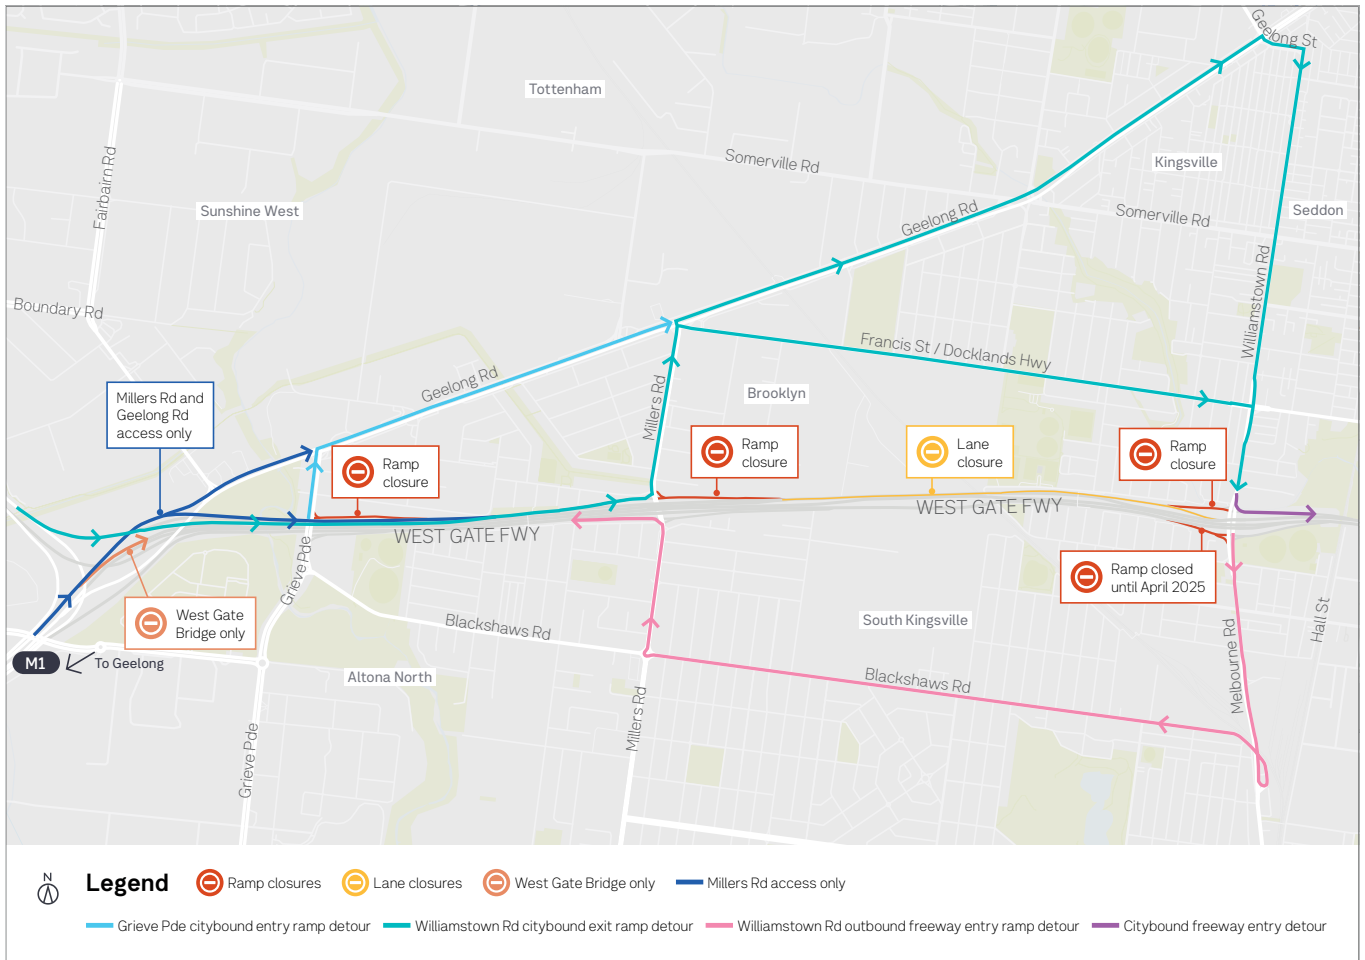 Geelong St
Tottenham
Somerville Rd
Kingsville
Fairbairn Rd
Sunshine West
Geelong Rd
Somerville Rd
Seddon
Williamstown Rd
Boundary Rd
Francis St / Docklands Hwy
Geelong Rd
Millers Rd
Brooklyn
Millers Rd and
Geelong Rd
access only
Ramp
closure
Ramp
closure
Lane
closure
Ramp
closure
WEST GATE FWY
WEST GATE FWY
Grieve Pde
Ramp closed
until April 2025
West Gate
Bridge only
Blackshaws Rd
South Kingsville
Hall St
M1
To Geelong
Altona North
Blackshaws Rd
Melbourne Rd
Millers Rd
Grieve Pde
N
Legend
Ramp closures
Lane closures
West Gate Bridge only
Millers Rd access only
Grieve Pde citybound entry ramp detour
Williamstown Rd citybound exit ramp detour
Williamstown Rd outbound freeway entry ramp detour
Citybound freeway entry detour